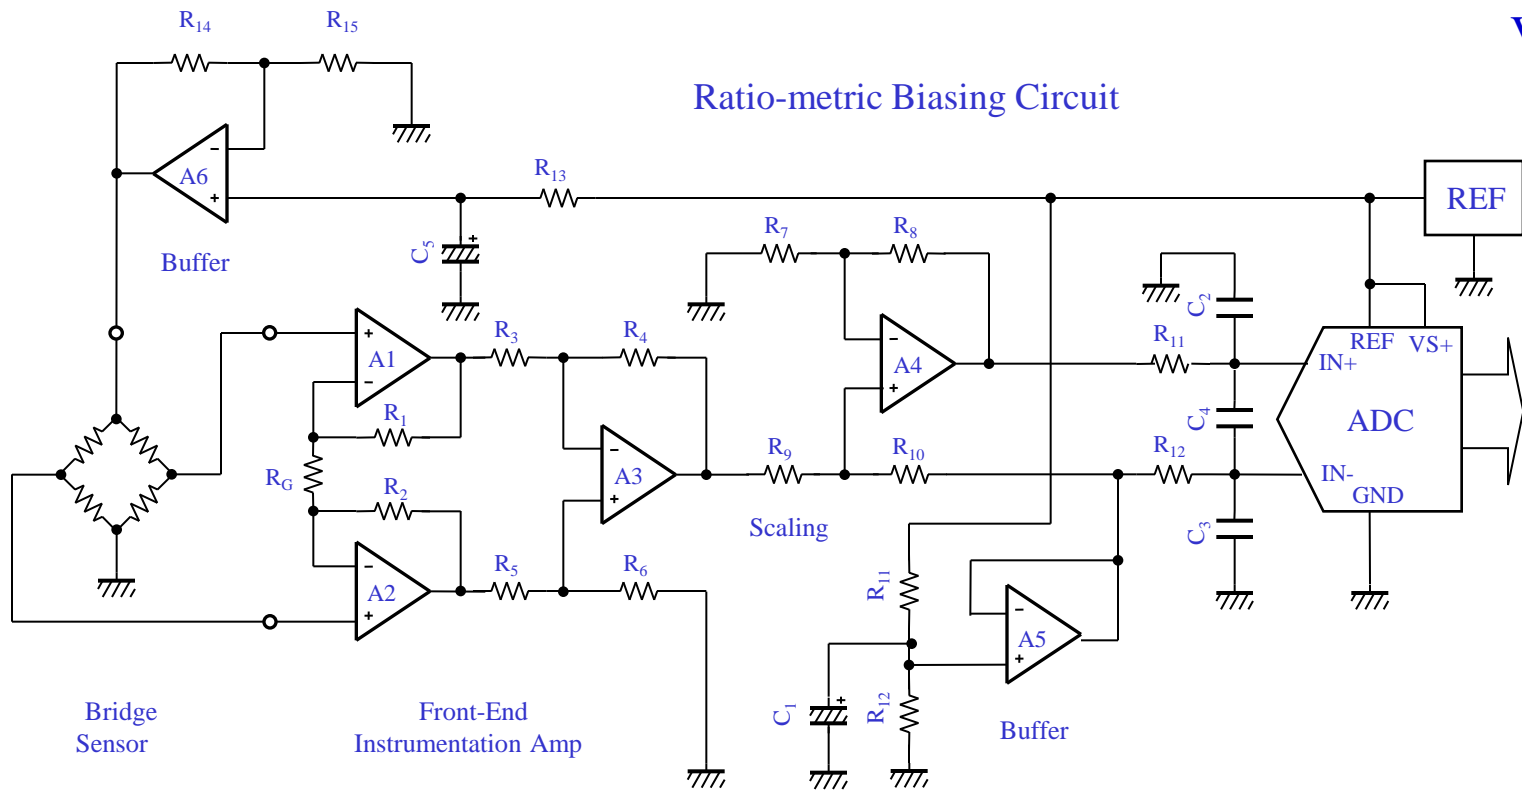 R14 R15
V
Ratio-metric Biasing Circuit
- A6 +
R13
REF
Buffer
C5 +
R7 R8
C2
+ A1 -
R3 R4
- A4 +
R11
REF VS+
IN+
ADC
C4
R1
RG
R2
- A3 +
R9 R10
R12
IN-
GND
Scaling
C3
- A2 +
R5 R6
R11
- A5 +
C1 +
R12
Buffer
Bridge
Sensor
Front-End
Instrumentation Amp